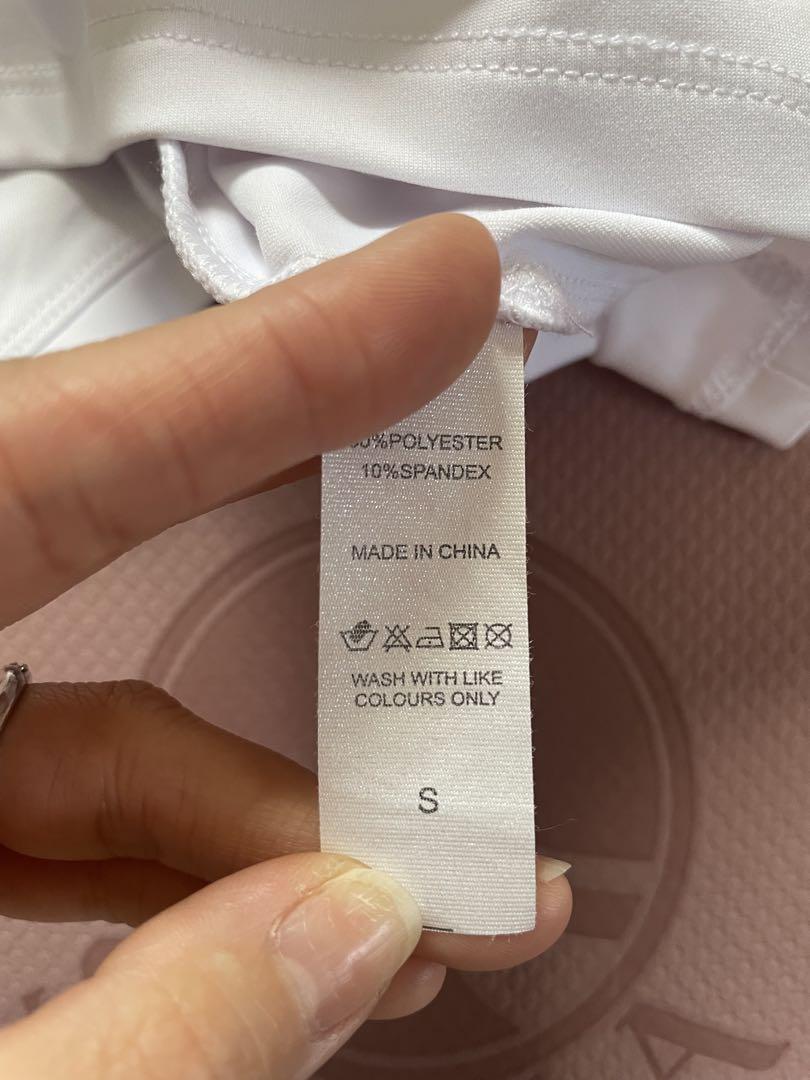 %POLYESTER
10%SPANDEX
MADE IN CHINA
WASH WITH LIKE
COLOURS ONLY
S